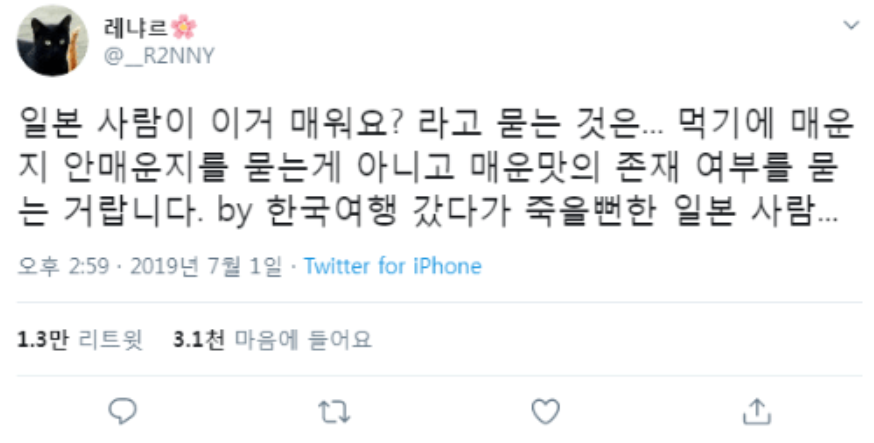 레냐르🌸
@__R2NNY
일본 사람이 이거 매워요? 라고 묻는 것은... 먹기에 매운
지 안매운지를 묻는게 아니고 매운맛의 존재 여부를 묻
는 거랍니다. by 한국여행 갔다가 죽을뻔한 일본 사람...
오후 2:59 · 2019년 7월 1일 · Twitter for iPhone
1.3만 리트윗 3.1천 마음에 들어요